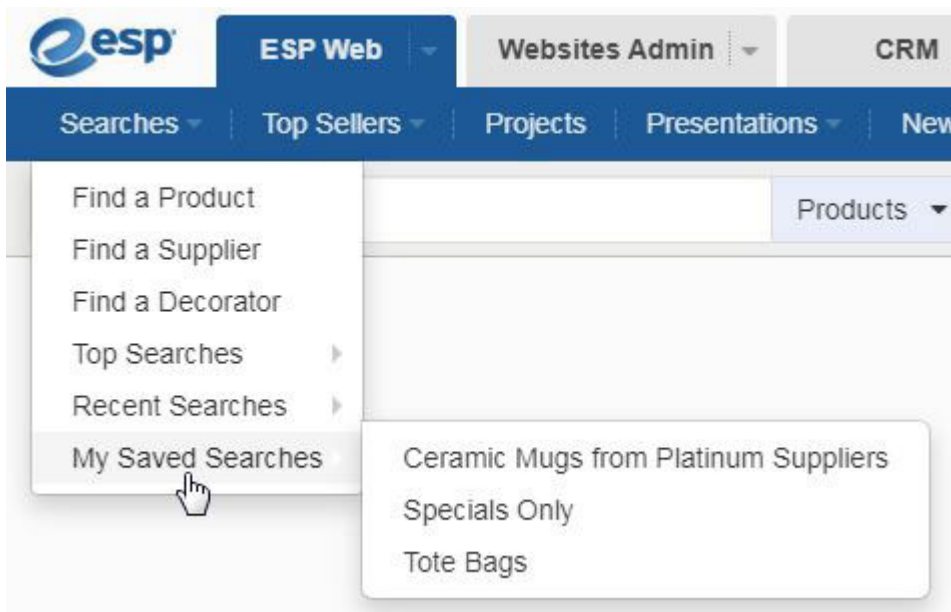 esp
ESP Web
Websites Admin
CRM
Searches
Top Sellers
Projects
Presentations
New
Find a Product
Products
Find a Supplier
Find a Decorator
Top Searches
Recent Searches
My Saved Searches
Ceramic Mugs from Platinum Suppliers
Specials Only
Tote Bags